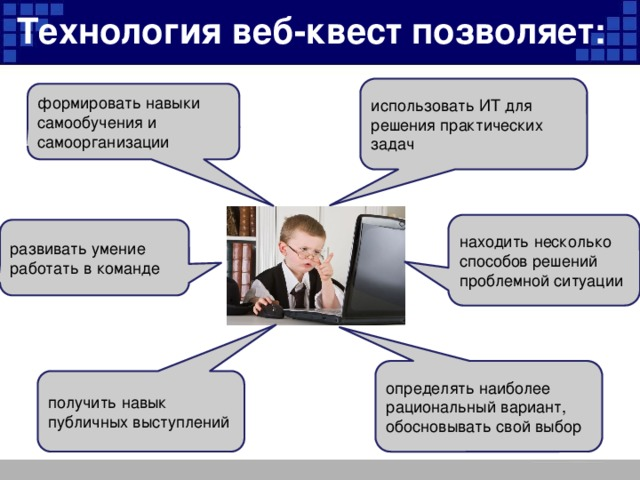 Технология веб-квест позволяет:
формировать навыки
самообучения и
самоорганизации
использовать ИТ для
решения практических
задач
развивать умение
работать в команде
находить несколько
способов решений
проблемной ситуации
получить навык
публичных выступлений
определять наиболее
рациональный вариант,
обосновывать свой выбор